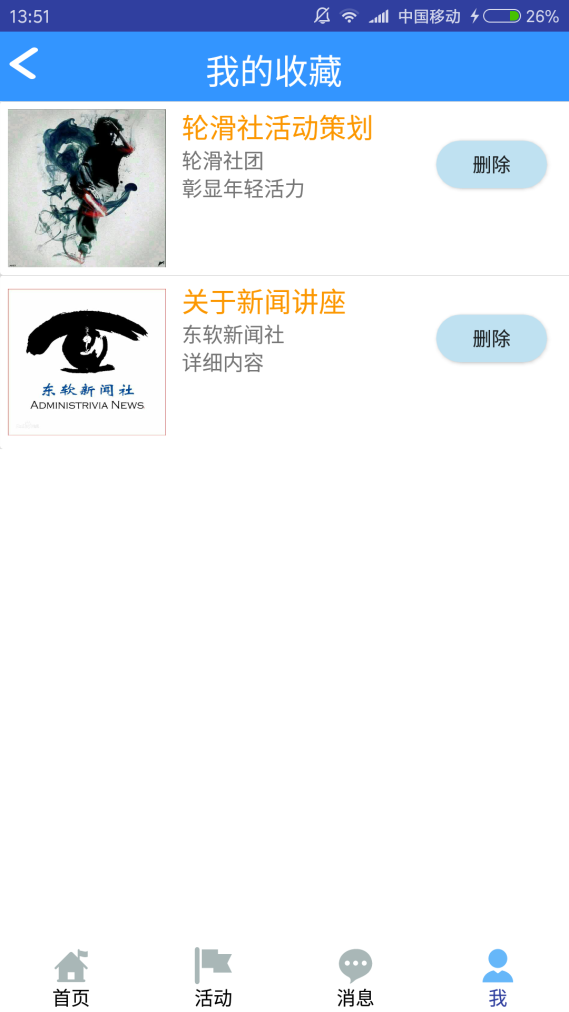 13:51
中国移动
26%
我的收藏
轮滑社活动策划
轮滑社团
彰显年轻活力
删除
关于新闻讲座
东软新闻社
详细内容
删除
东软新闻社
ADMINISTRIVIA NEWS
首页
活动
消息
我